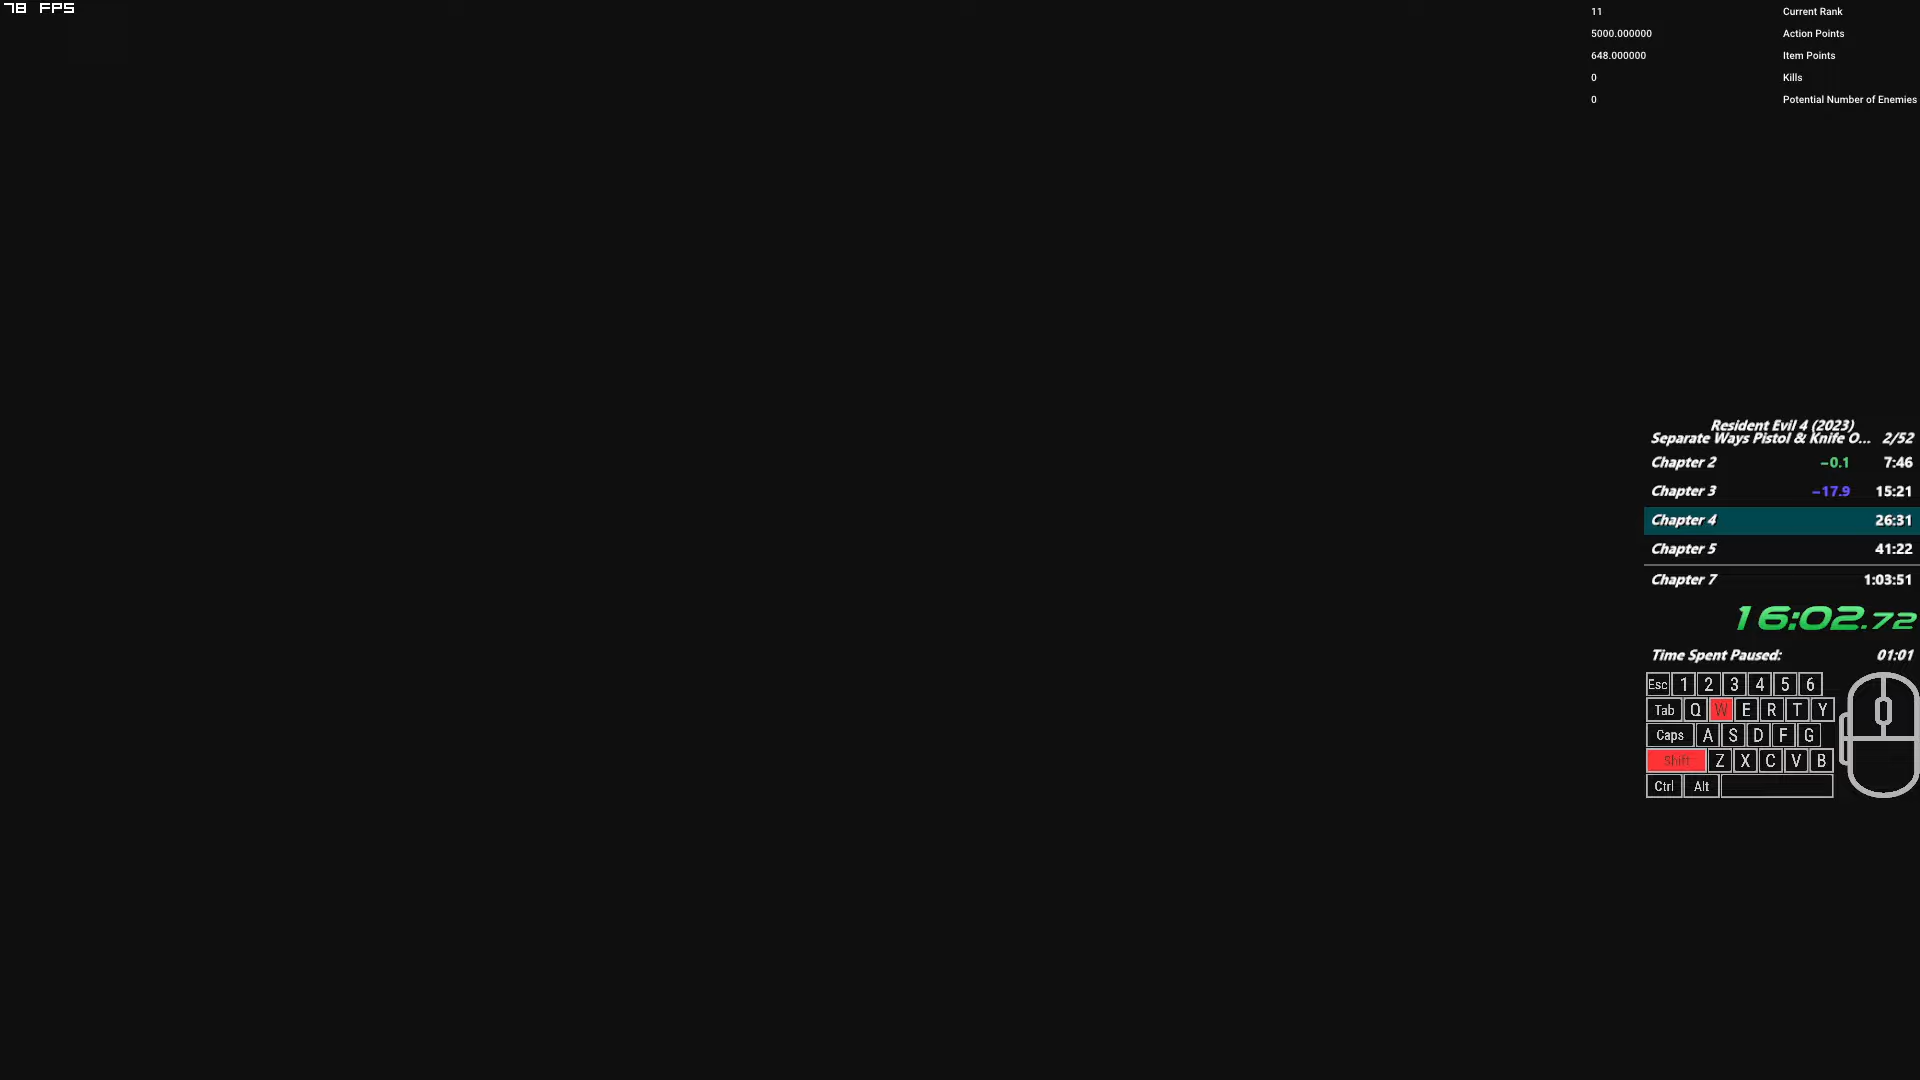 78 FPS
11 Current Rank
5000.000000 Action Points
648.000000 Item Points
0 Kills
0 Potential Number of Enemies
Resident Evil 4 (2023)
Separate Ways Pistol & Knife O... 2/52
Chapter 2 −0.1 7:46
Chapter 3 −17.9 15:21
Chapter 4 26:31
Chapter 5 41:22
Chapter 7 1:03:51
16:02.72
Time Spent Paused: 01:01
Esc 1 2 3 4 5 6
Tab Q W E R T Y
Caps A S D F G
Shift Z X C V B
Ctrl Alt